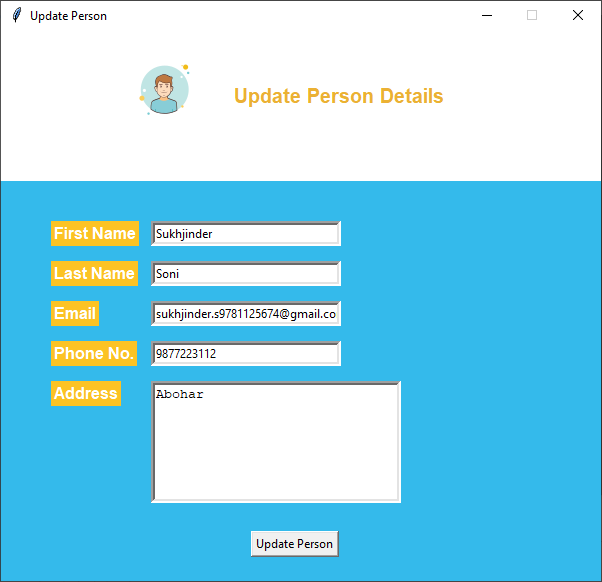 Update Person
Update Person Details
First Name Sukhjinder
Last Name Soni
Email sukhjinder.s9781125674@gmail.co
Phone No. 9877223112
Address Abohar
Update Person